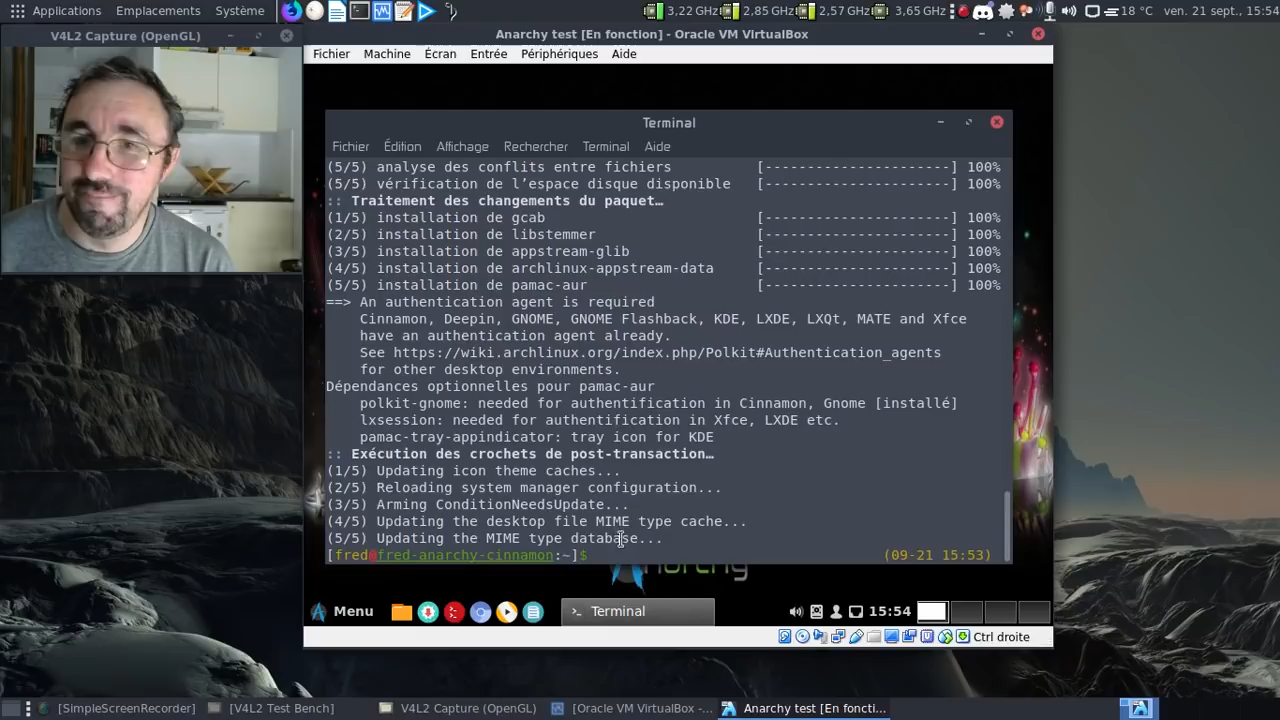 Applications Emplacements Système
3,22 GHz 2,85 GHz 2,57 GHz 3,65 GHz 18 °C ven. 21 sept., 15:54
V4L2 Capture (OpenGL)
Anarchy test [En fonction] - Oracle VM VirtualBox
Fichier Machine Écran Entrée Périphériques Aide
Terminal
Fichier Édition Affichage Rechercher Terminal Aide
(5/5) analyse des conflits entre fichiers [----------------------] 100%
(5/5) vérification de l’espace disque disponible [----------------------] 100%
:: Traitement des changements du paquet…
(1/5) installation de gcab [----------------------] 100%
(2/5) installation de libstemmer [----------------------] 100%
(3/5) installation de appstream-glib [----------------------] 100%
(4/5) installation de archlinux-appstream-data [----------------------] 100%
(5/5) installation de pamac-aur [----------------------] 100%
==> An authentication agent is required
Cinnamon, Deepin, GNOME, GNOME Flashback, KDE, LXDE, LXQt, MATE and Xfce
have an authentication agent already.
See https://wiki.archlinux.org/index.php/Polkit#Authentication_agents
for other desktop environments.
Dépendances optionnelles pour pamac-aur
polkit-gnome: needed for authentification in Cinnamon, Gnome [installé]
lxsession: needed for authentification in Xfce, LXDE etc.
pamac-tray-appindicator: tray icon for KDE
:: Exécution des crochets de post-transaction…
(1/5) Updating icon theme caches...
(2/5) Reloading system manager configuration...
(3/5) Arming ConditionNeedsUpdate...
(4/5) Updating the desktop file MIME type cache...
(5/5) Updating the MIME type database...
[fred@fred-anarchy-cinnamon:~]$ (09-21 15:53)
Menu Terminal 15:54
Ctrl droite
[SimpleScreenRecorder] [V4L2 Test Bench] V4L2 Capture (OpenGL) [Oracle VM VirtualBox -... Anarchy test [En foncti...